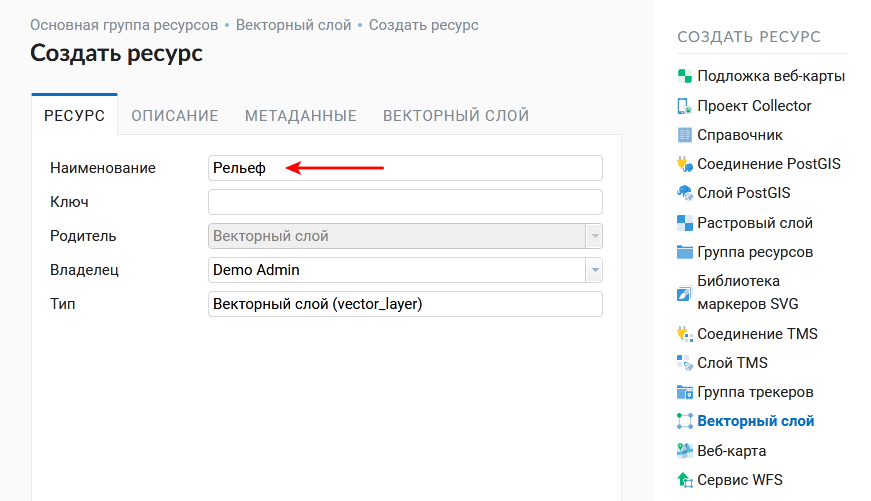 Основная группа ресурсов • Векторный слой • Создать ресурс
Создать ресурс
РЕСУРС ОПИСАНИЕ МЕТАДАННЫЕ ВЕКТОРНЫЙ СЛОЙ
Наименование Рельеф
Ключ
Родитель Векторный слой
Владелец Demo Admin
Тип Векторный слой (vector_layer)
СОЗДАТЬ РЕСУРС
Подложка веб-карты
Проект Collector
Справочник
Соединение PostGIS
Слой PostGIS
Растровый слой
Группа ресурсов
Библиотека
маркеров SVG
Соединение TMS
Слой TMS
Группа трекеров
Векторный слой
Веб-карта
Сервис WFS